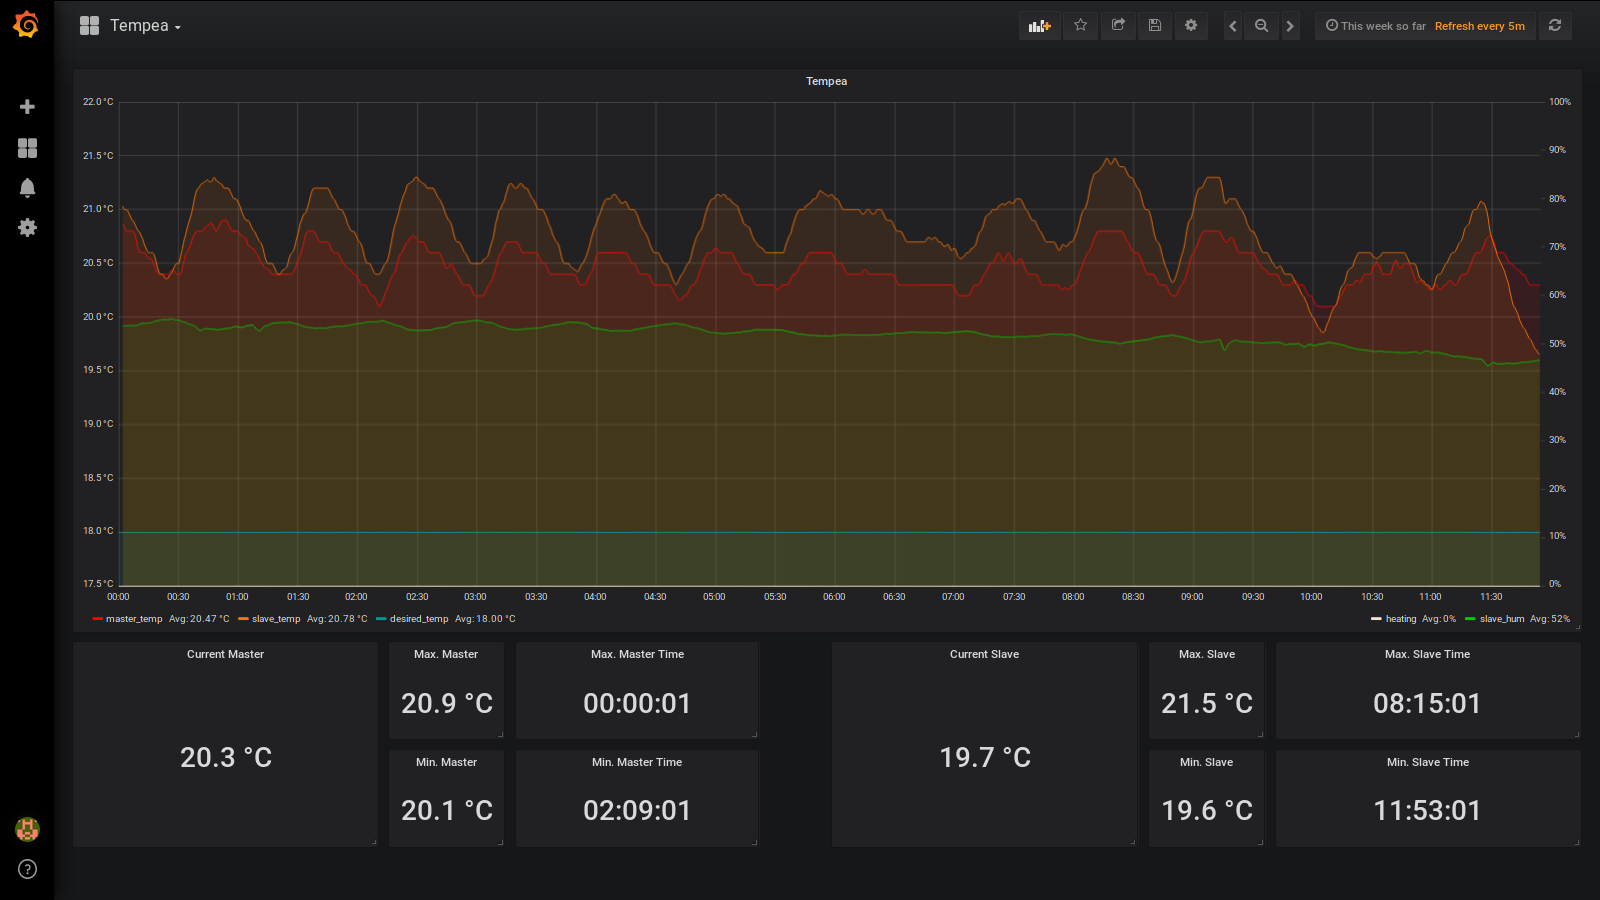 Tempea
This week so far Refresh every 5m
Tempea
22.0 °C
21.5 °C
21.0 °C
20.5 °C
20.0 °C
19.5 °C
19.0 °C
18.5 °C
18.0 °C
17.5 °C
100%
90%
80%
70%
60%
50%
40%
30%
20%
10%
0%
00:00 00:30 01:00 01:30 02:00 02:30 03:00 03:30 04:00 04:30 05:00 05:30 06:00 06:30 07:00 07:30 08:00 08:30 09:00 09:30 10:00 10:30 11:00 11:30
master_temp Avg: 20.47 °C slave_temp Avg: 20.78 °C desired_temp Avg: 18.00 °C heating Avg: 0% slave_hum Avg: 52%
Current Master
20.3 °C
Max. Master
20.9 °C
Max. Master Time
00:00:01
Min. Master
20.1 °C
Min. Master Time
02:09:01
Current Slave
19.7 °C
Max. Slave
21.5 °C
Max. Slave Time
08:15:01
Min. Slave
19.6 °C
Min. Slave Time
11:53:01